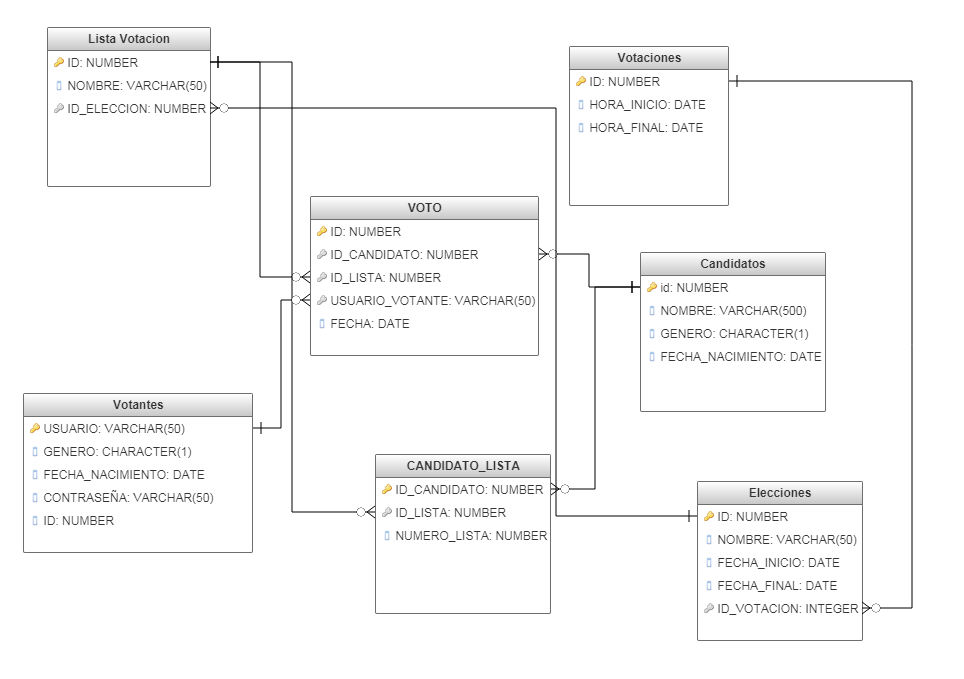 Lista Votacion
ID: NUMBER
NOMBRE: VARCHAR(50)
ID_ELECCION: NUMBER
Votaciones
ID: NUMBER
HORA_INICIO: DATE
HORA_FINAL: DATE
VOTO
ID: NUMBER
ID_CANDIDATO: NUMBER
ID_LISTA: NUMBER
USUARIO_VOTANTE: VARCHAR(50)
FECHA: DATE
Candidatos
id: NUMBER
NOMBRE: VARCHAR(500)
GENERO: CHARACTER(1)
FECHA_NACIMIENTO: DATE
Votantes
USUARIO: VARCHAR(50)
GENERO: CHARACTER(1)
FECHA_NACIMIENTO: DATE
CONTRASEÑA: VARCHAR(50)
ID: NUMBER
CANDIDATO_LISTA
ID_CANDIDATO: NUMBER
ID_LISTA: NUMBER
NUMERO_LISTA: NUMBER
Elecciones
ID: NUMBER
NOMBRE: VARCHAR(50)
FECHA_INICIO: DATE
FECHA_FINAL: DATE
ID_VOTACION: INTEGER